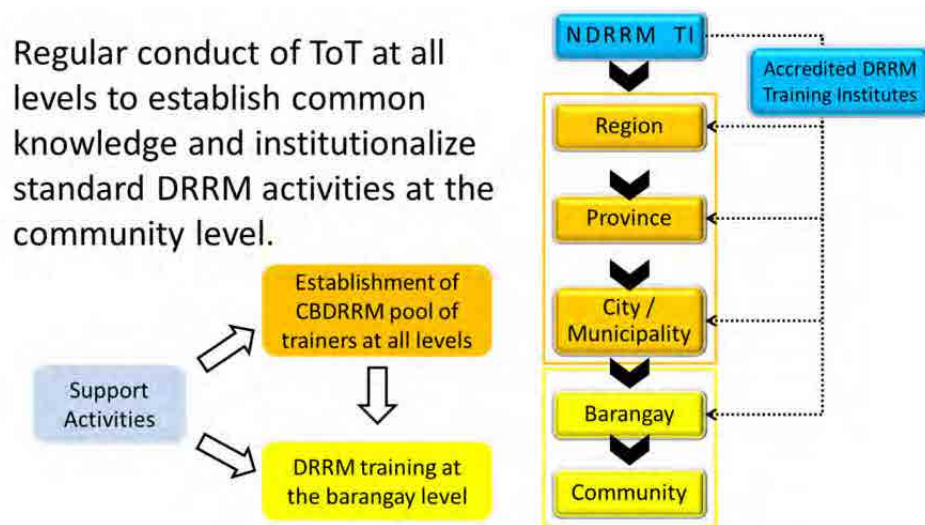 Regular conduct of ToT at all
levels to establish common
knowledge and institutionalize
standard DRRM activities at the
community level.
Establishment of
CBDRRM pool of
trainers at all levels
Support
Activities
DRRM training at
the barangay level
NDRRM TI
Accredited DRRM
Training Institutes
Region
Province
City /
Municipality
Barangay
Community